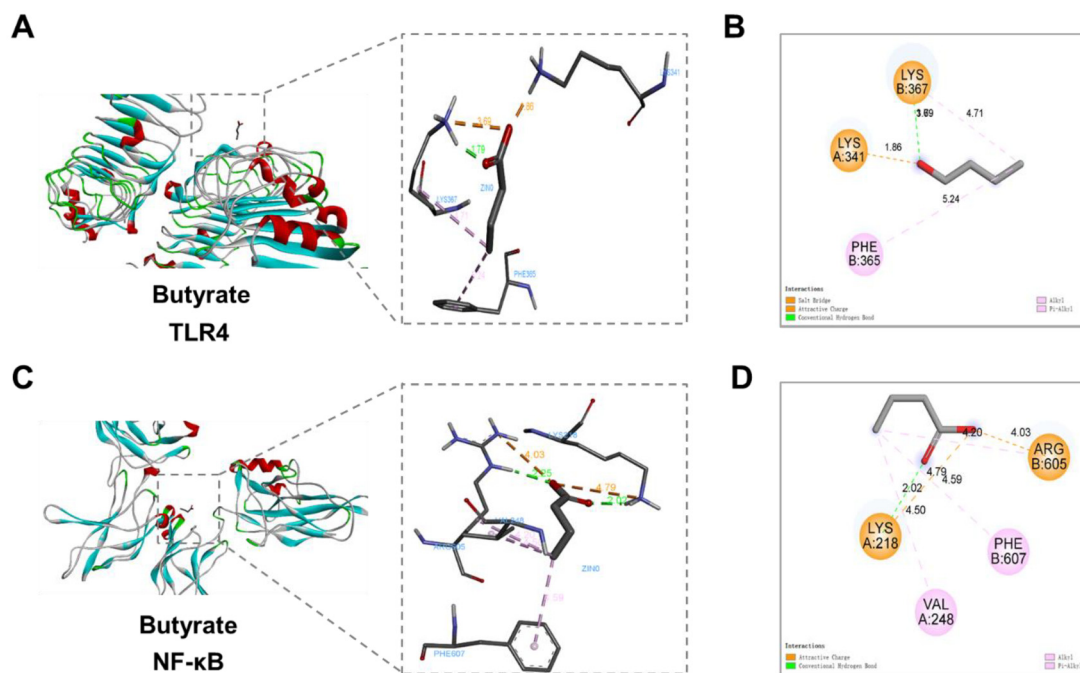 A
B
LYS341
3.69
1.86
1.79
ZIN0
LYS367
PHE365
Butyrate
TLR4
LYS
B:367
4.71
LYS
A:341
1.86
5.24
PHE
B:365
Interactions
Salt Bridge
Attractive Charge
Conventional Hydrogen Bond
Alkyl
Pi-Alkyl
C
D
4.03
4.79
ZIN0
PHE607
Butyrate
NF-κB
4.20
4.03
ARG
B:605
4.79
2.02
4.59
4.50
LYS
A:218
PHE
B:607
VAL
A:248
Interactions
Attractive Charge
Conventional Hydrogen Bond
Alkyl
Pi-Alkyl